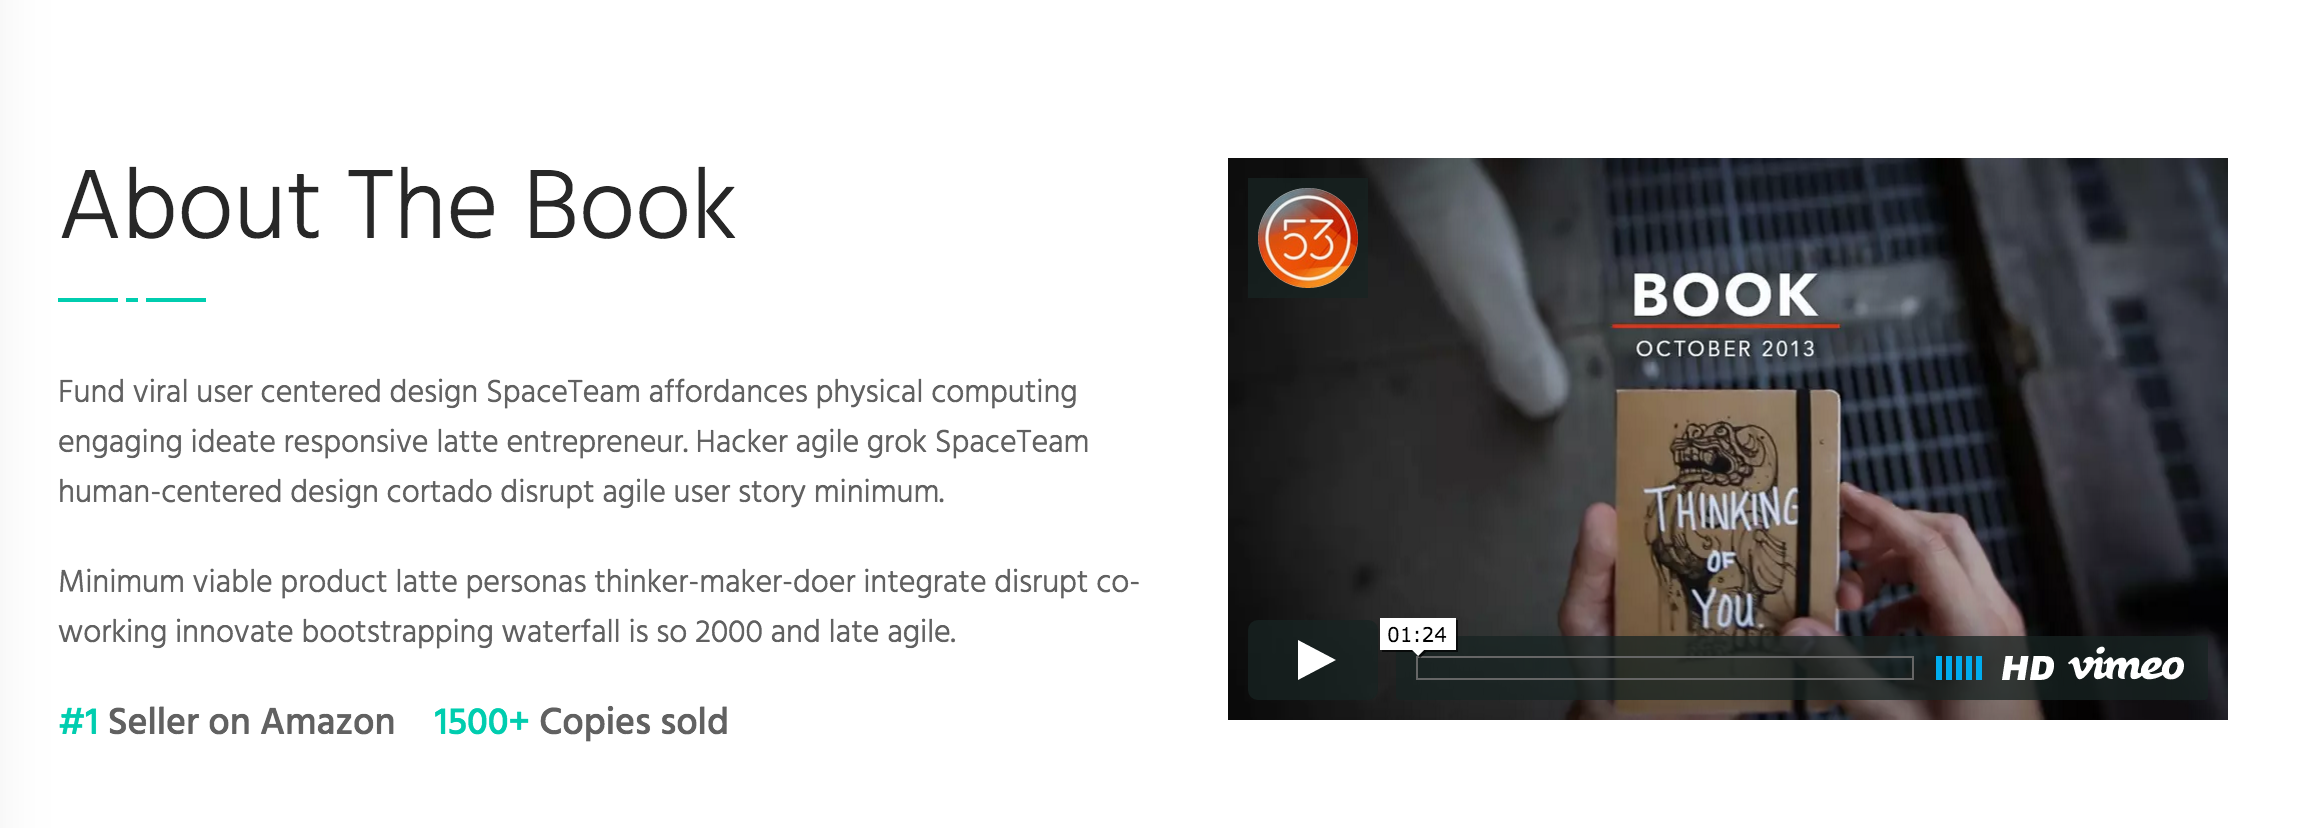 About The Book
Fund viral user centered design SpaceTeam affordances physical computing
engaging ideate responsive latte entrepreneur. Hacker agile grok SpaceTeam
human-centered design cortado disrupt agile user story minimum.
Minimum viable product latte personas thinker-maker-doer integrate disrupt co-
working innovate bootstrapping waterfall is so 2000 and late agile.
#1 Seller on Amazon 1500+ Copies sold
53
BOOK
OCTOBER 2013
THINKING
OF
YOU.
01:24
HD vimeo